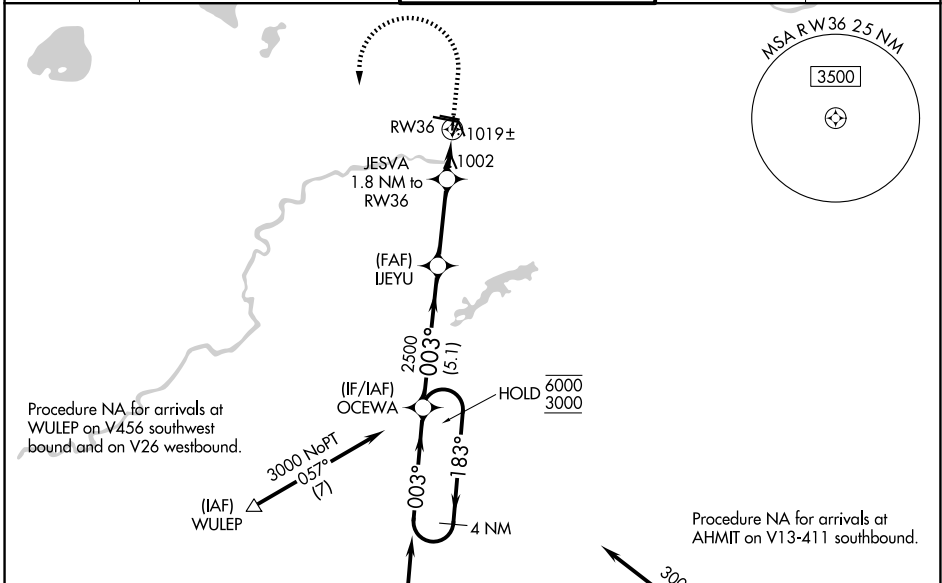 MSA RW36 25 NM
3500
RW36
1019±
1002
JESVA
1.8 NM to
RW36
(FAF)
IJEYU
2500
003°
(5.1)
(IF/IAF)
OCEWA
HOLD
6000
3000
Procedure NA for arrivals at
WULEP on V456 southwest
bound and on V26 westbound.
3000 NoPT
057°
(7)
(IAF)
WULEP
003°
183°
4 NM
Procedure NA for arrivals at
AHMIT on V13-411 southbound.